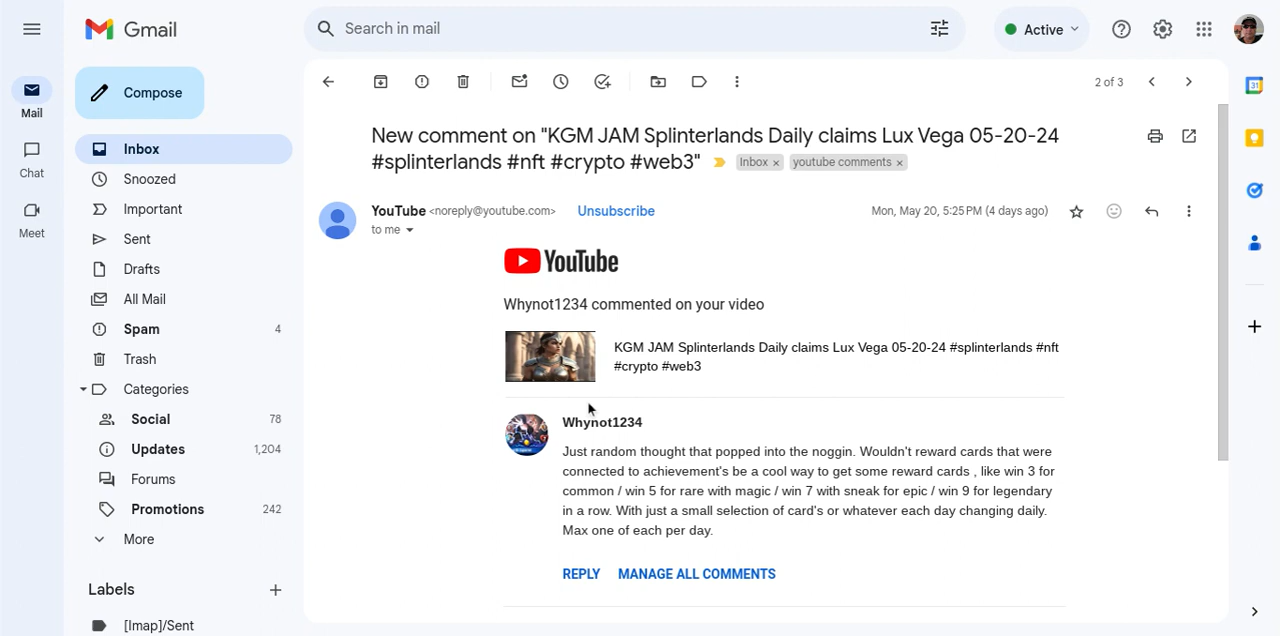 Gmail
Search in mail
Active
Mail
Chat
Meet
Compose
Inbox
Snoozed
Important
Sent
Drafts
All Mail
Spam 4
Trash
Categories
Social 78
Updates 1,204
Forums
Promotions 242
More
Labels
[Imap]/Sent
2 of 3
New comment on "KGM JAM Splinterlands Daily claims Lux Vega 05-20-24
#splinterlands #nft #crypto #web3" Inbox × youtube comments ×
YouTube <noreply@youtube.com> Unsubscribe Mon, May 20, 5:25 PM (4 days ago)
to me
YouTube
Whynot1234 commented on your video
KGM JAM Splinterlands Daily claims Lux Vega 05-20-24 #splinterlands #nft
#crypto #web3
Whynot1234
Just random thought that popped into the noggin. Wouldn't reward cards that were
connected to achievement's be a cool way to get some reward cards , like win 3 for
common / win 5 for rare with magic / win 7 with sneak for epic / win 9 for legendary
in a row. With just a small selection of card's or whatever each day changing daily.
Max one of each per day.
REPLY MANAGE ALL COMMENTS
31